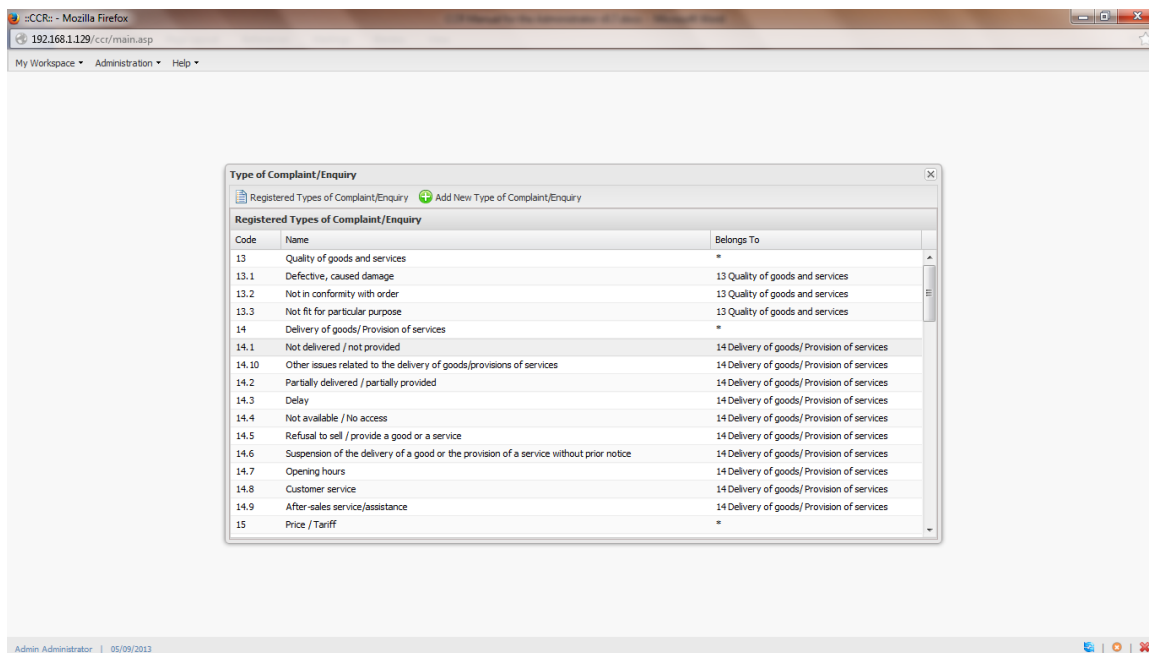 ::CCR:: - Mozilla Firefox
192.168.1.129/ccr/main.asp
My Workspace Administration Help
Type of Complaint/Enquiry
Registered Types of Complaint/Enquiry Add New Type of Complaint/Enquiry
Registered Types of Complaint/Enquiry
Code Name Belongs To
13 Quality of goods and services *
13.1 Defective, caused damage 13 Quality of goods and services
13.2 Not in conformity with order 13 Quality of goods and services
13.3 Not fit for particular purpose 13 Quality of goods and services
14 Delivery of goods/ Provision of services *
14.1 Not delivered / not provided 14 Delivery of goods/ Provision of services
14.10 Other issues related to the delivery of goods/provisions of services 14 Delivery of goods/ Provision of services
14.2 Partially delivered / partially provided 14 Delivery of goods/ Provision of services
14.3 Delay 14 Delivery of goods/ Provision of services
14.4 Not available / No access 14 Delivery of goods/ Provision of services
14.5 Refusal to sell / provide a good or a service 14 Delivery of goods/ Provision of services
14.6 Suspension of the delivery of a good or the provision of a service without prior notice 14 Delivery of goods/ Provision of services
14.7 Opening hours 14 Delivery of goods/ Provision of services
14.8 Customer service 14 Delivery of goods/ Provision of services
14.9 After-sales service/assistance 14 Delivery of goods/ Provision of services
15 Price / Tariff *
Admin Administrator | 05/09/2013